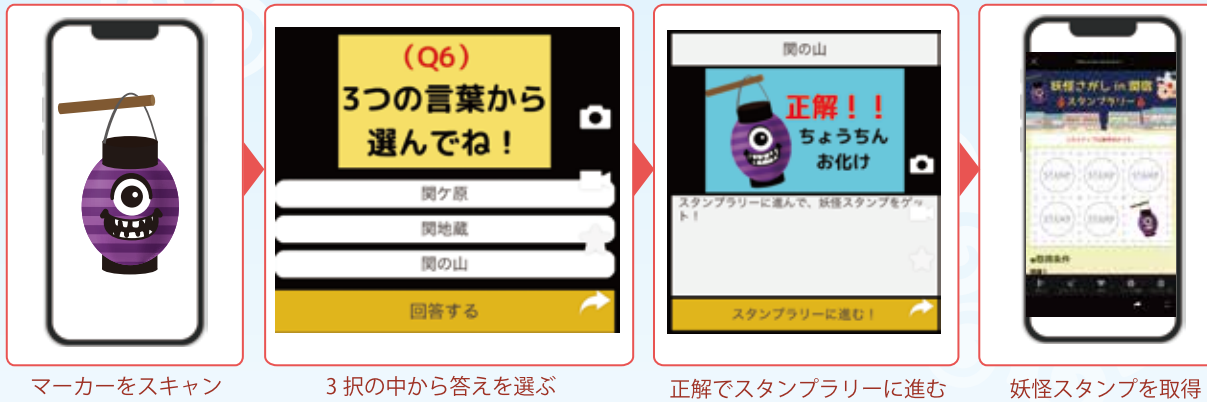 (Q6)
3つの言葉から
選んでね！
関ケ原
関地蔵
関の山
回答する
関の山
正解！！
ちょうちん
お化け
スタンプラリーに進んで、妖怪スタンプをゲッ
ト！
スタンプラリーに進む！
妖怪さがし in 関宿
スタンプラリー
STAMP STAMP STAMP
STAMP STAMP
●取得条件
マーカーをスキャン
3 択の中から答えを選ぶ
正解でスタンプラリーに進む
妖怪スタンプを取得